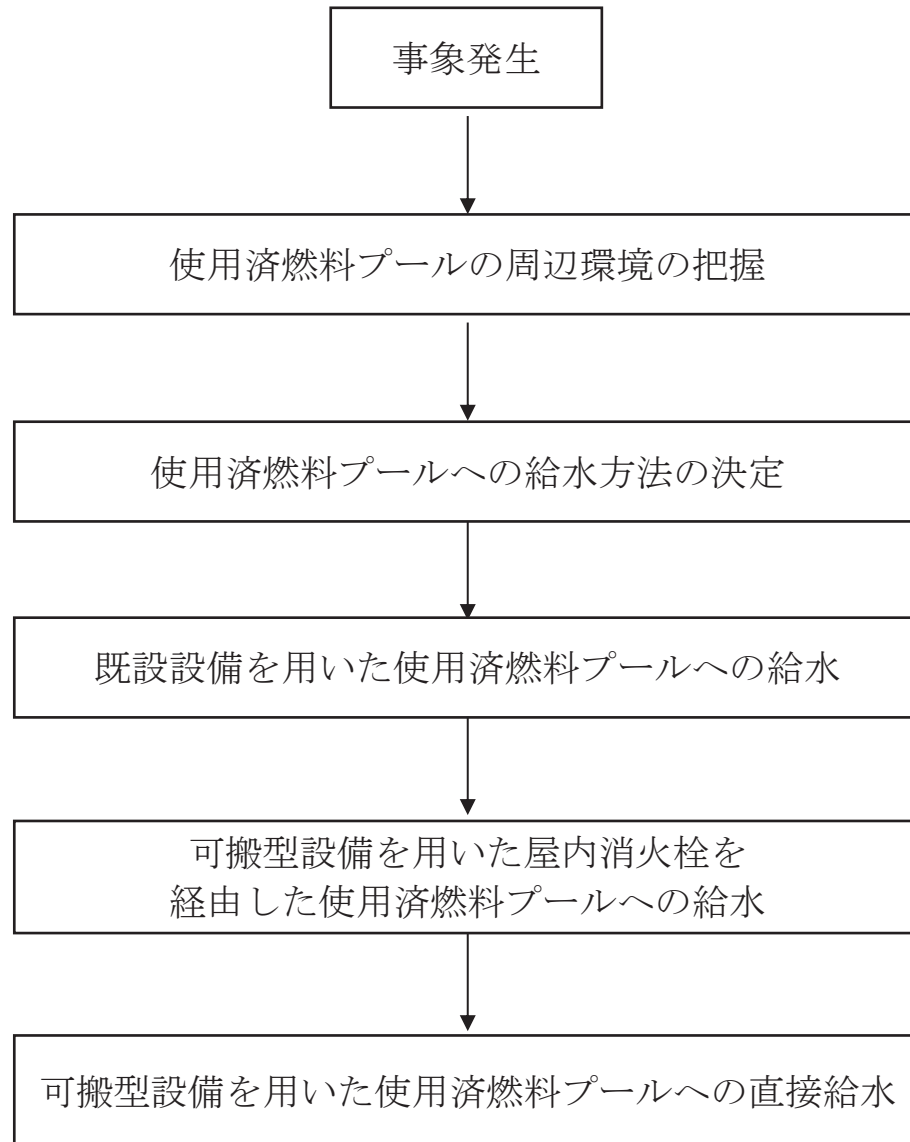 事象発生
使用済燃料プールの周辺環境の把握
使用済燃料プールへの給水方法の決定
既設設備を用いた使用済燃料プールへの給水
可搬型設備を用いた屋内消火栓を
経由した使用済燃料プールへの給水
可搬型設備を用いた使用済燃料プールへの直接給水